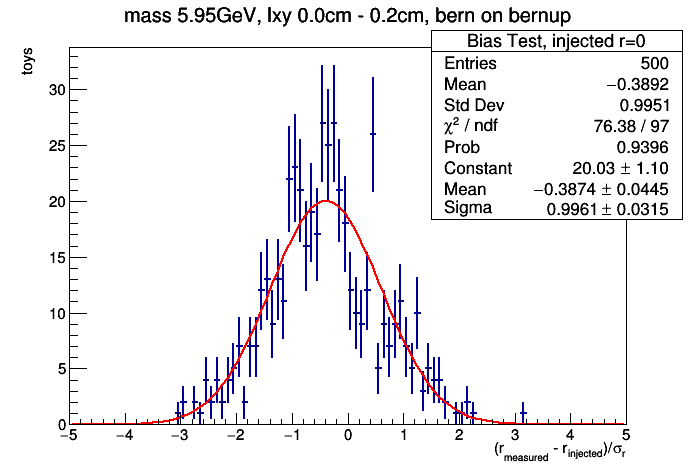 mass 5.95GeV, lxy 0.0cm - 0.2cm, bern on bernup
toys
Bias Test, injected r=0
Entries 500
Mean −0.3892
Std Dev 0.9951
χ² / ndf 76.38 / 97
Prob 0.9396
Constant 20.03 ± 1.10
Mean −0.3874 ± 0.0445
Sigma 0.9961 ± 0.0315
30
25
20
15
10
5
0
−5 −4 −3 −2 −1 0 1 2 3 4 5
(r_measured - r_injected)/σ_r